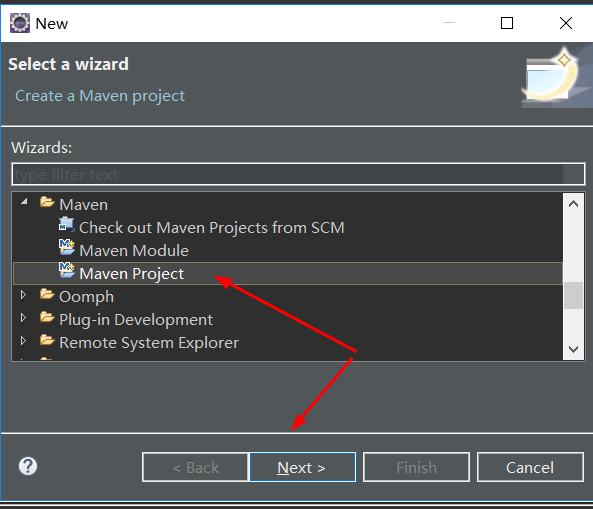 New
Select a wizard
Create a Maven project
Wizards:
type filter text
Maven
Check out Maven Projects from SCM
Maven Module
Maven Project
Oomph
Plug-in Development
Remote System Explorer
< Back
Next >
Finish
Cancel